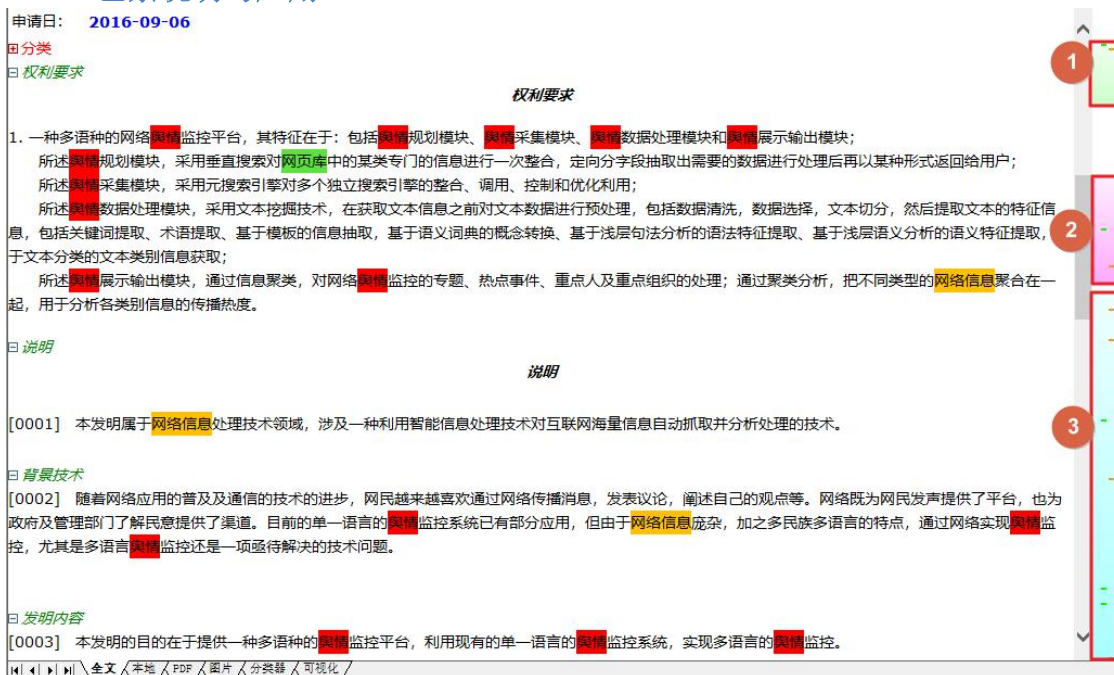 申请日： 2016-09-06
分类
权利要求
权利要求
1. 一种多语种的网络舆情监控平台，其特征在于：包括舆情规划模块、舆情采集模块、舆情数据处理模块和舆情展示输出模块；
所述舆情规划模块，采用垂直搜索对网页库中的某类专门的信息进行一次整合，定向分字段抽取出需要的数据进行处理后再以某种形式返回给用户；
所述舆情采集模块，采用元搜索引擎对多个独立搜索引擎的整合、调用、控制和优化利用；
所述舆情数据处理模块，采用文本挖掘技术，在获取文本信息之前对文本数据进行预处理，包括数据清洗，数据选择，文本切分，然后提取文本的特征信
息，包括关键词提取、术语提取、基于模板的信息抽取，基于语义词典的概念转换、基于浅层句法分析的语法特征提取、基于浅层语义分析的语义特征提取，
于文本分类的文本类别信息获取；
所述舆情展示输出模块，通过信息聚类，对网络舆情监控的专题、热点事件、重点人及重点组织的处理；通过聚类分析，把不同类型的网络信息聚合在一
起，用于分析各类别信息的传播热度。
说明
说明
[0001] 本发明属于网络信息处理技术领域，涉及一种利用智能信息处理技术对互联网海量信息自动抓取并分析处理的技术。
背景技术
[0002] 随着网络应用的普及及通信的技术的进步，网民越来越喜欢通过网络传播消息，发表议论，阐述自己的观点等。网络既为网民发声提供了平台，也为
政府及管理部门了解民意提供了渠道。目前的单一语言的舆情监控系统已有部分应用，但由于网络信息庞杂，加之多民族多语言的特点，通过网络实现舆情监
控，尤其是多语言舆情监控还是一项亟待解决的技术问题。
发明内容
[0003] 本发明的目的在于提供一种多语种的舆情监控平台，利用现有的单一语言的舆情监控系统，实现多语言的舆情监控。
全文 本地 PDF 图片 分类器 可视化
1
2
3